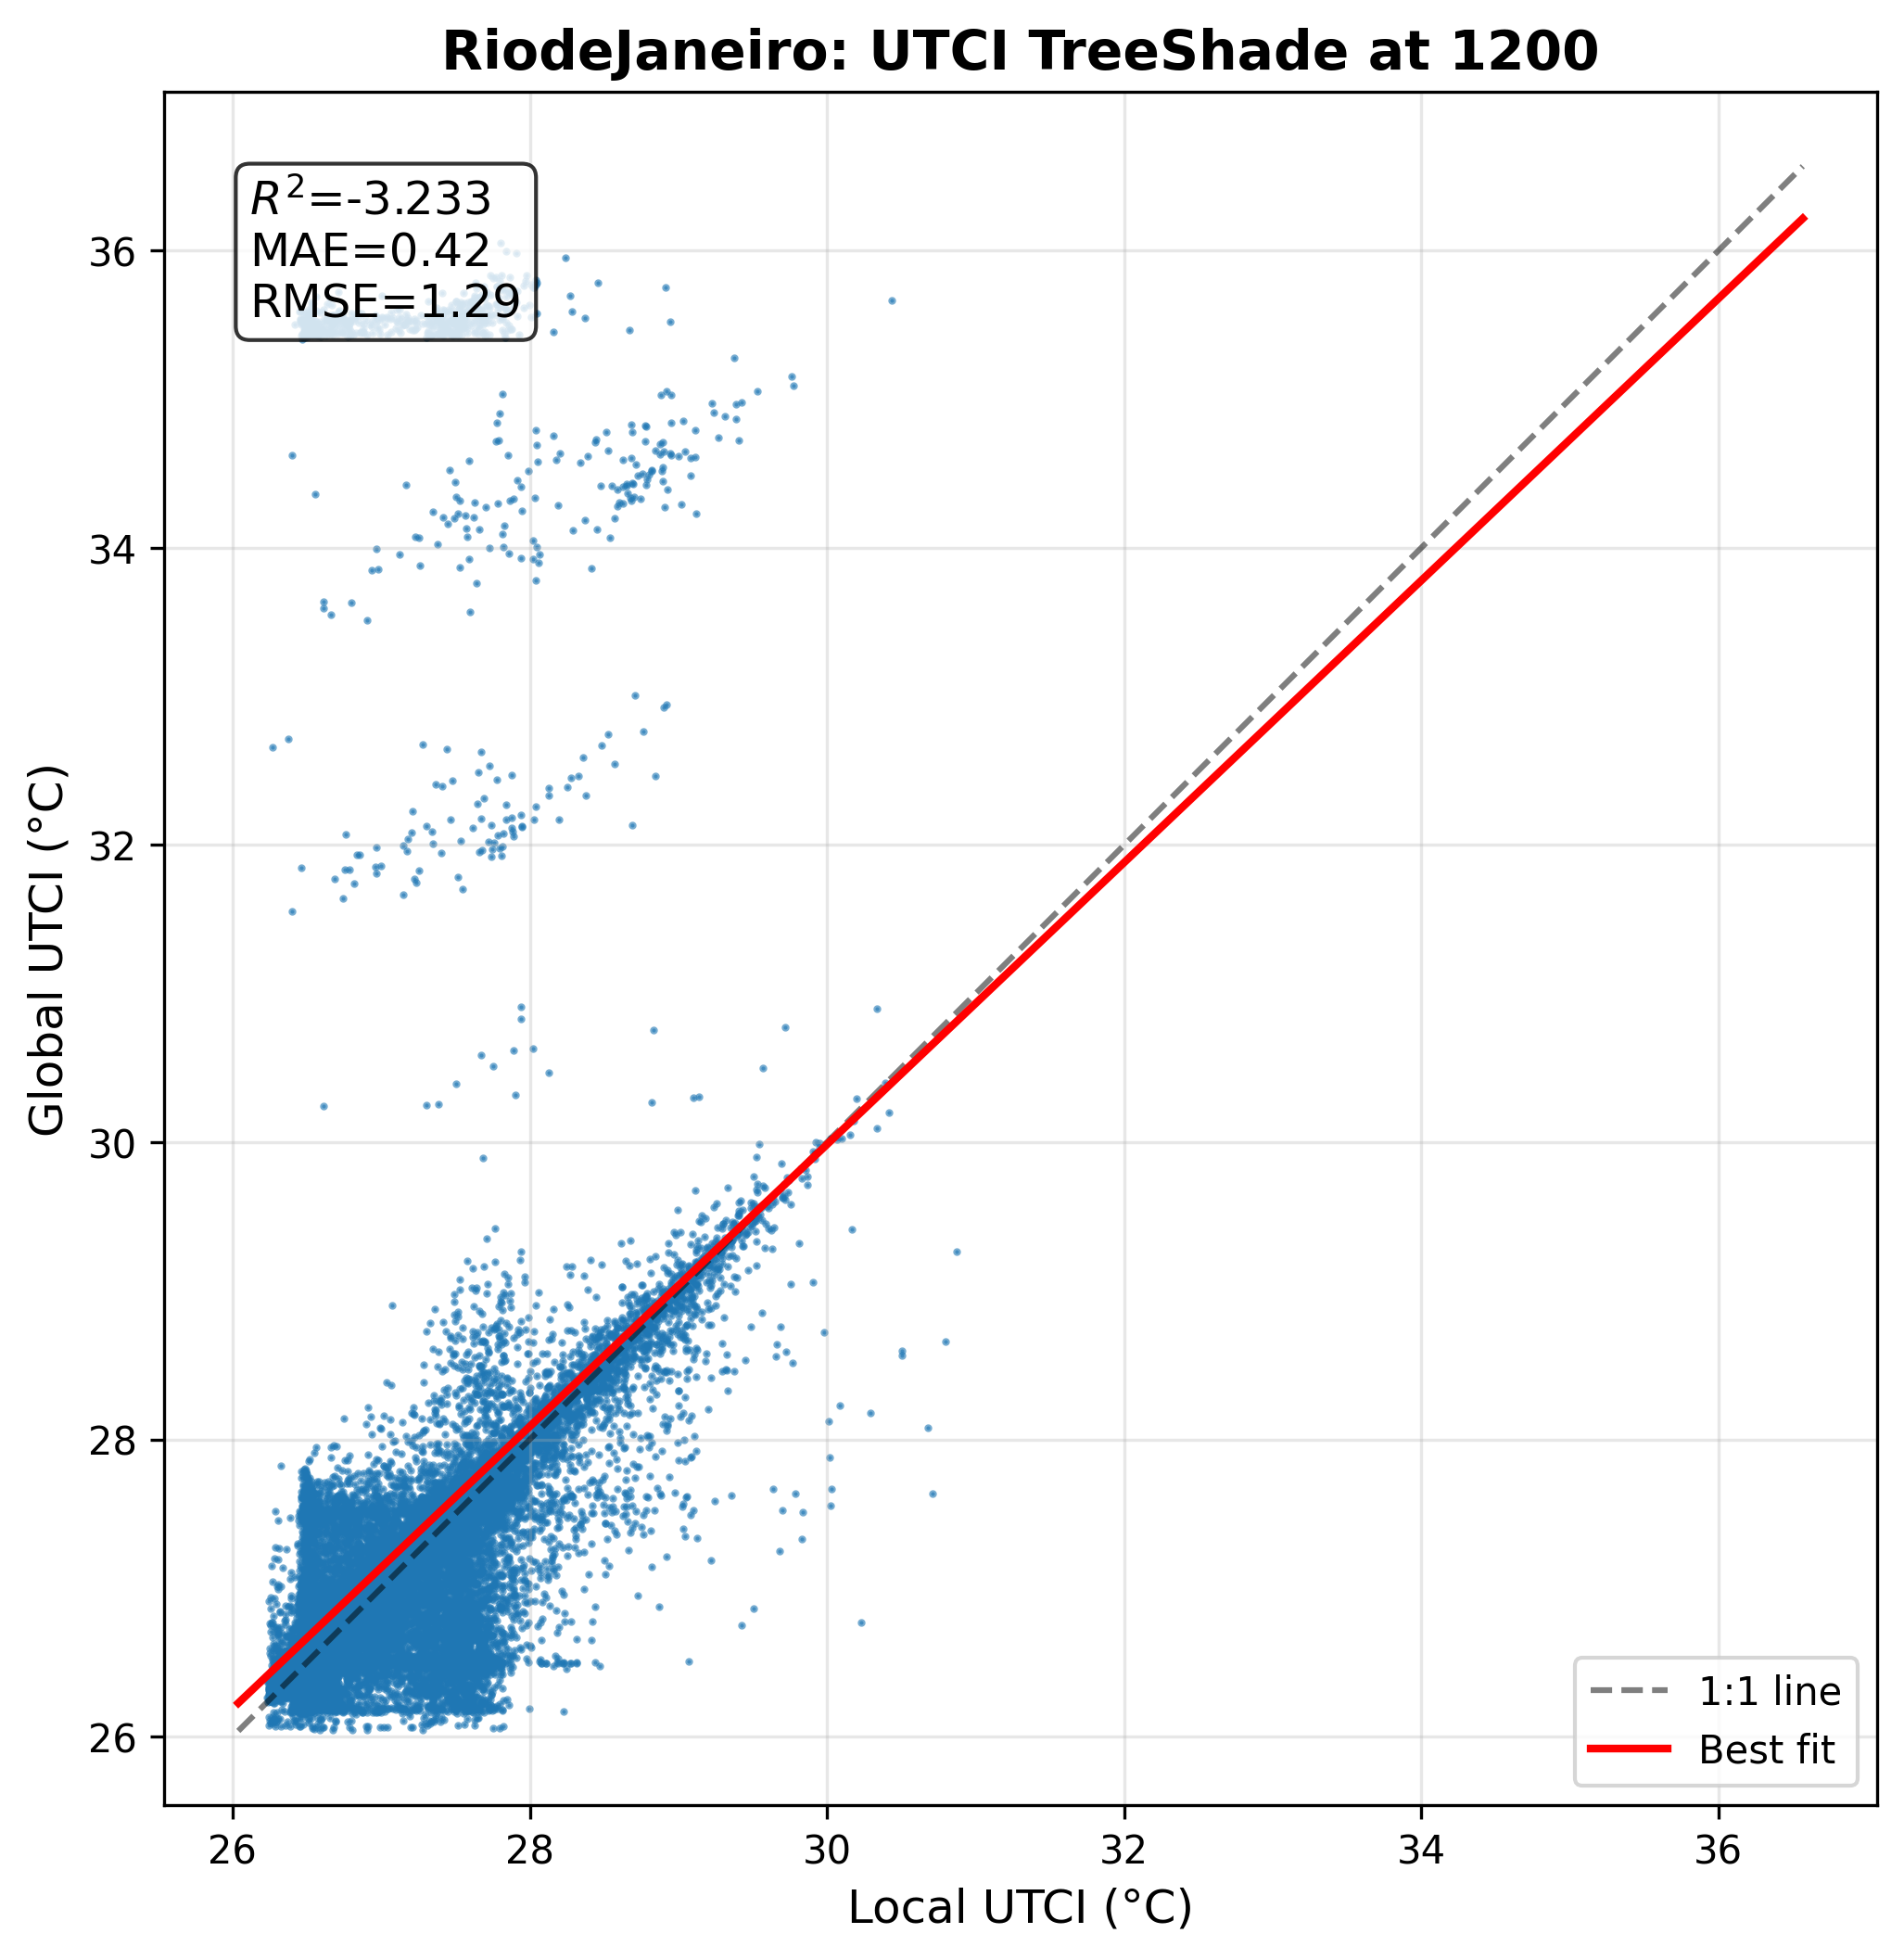 RiodeJaneiro: UTCI TreeShade at 1200
R²=-3.233
MAE=0.42
RMSE=1.29
Global UTCI (°C)
36
34
32
30
28
26
26 28 30 32 34 36
Local UTCI (°C)
1:1 line
Best fit